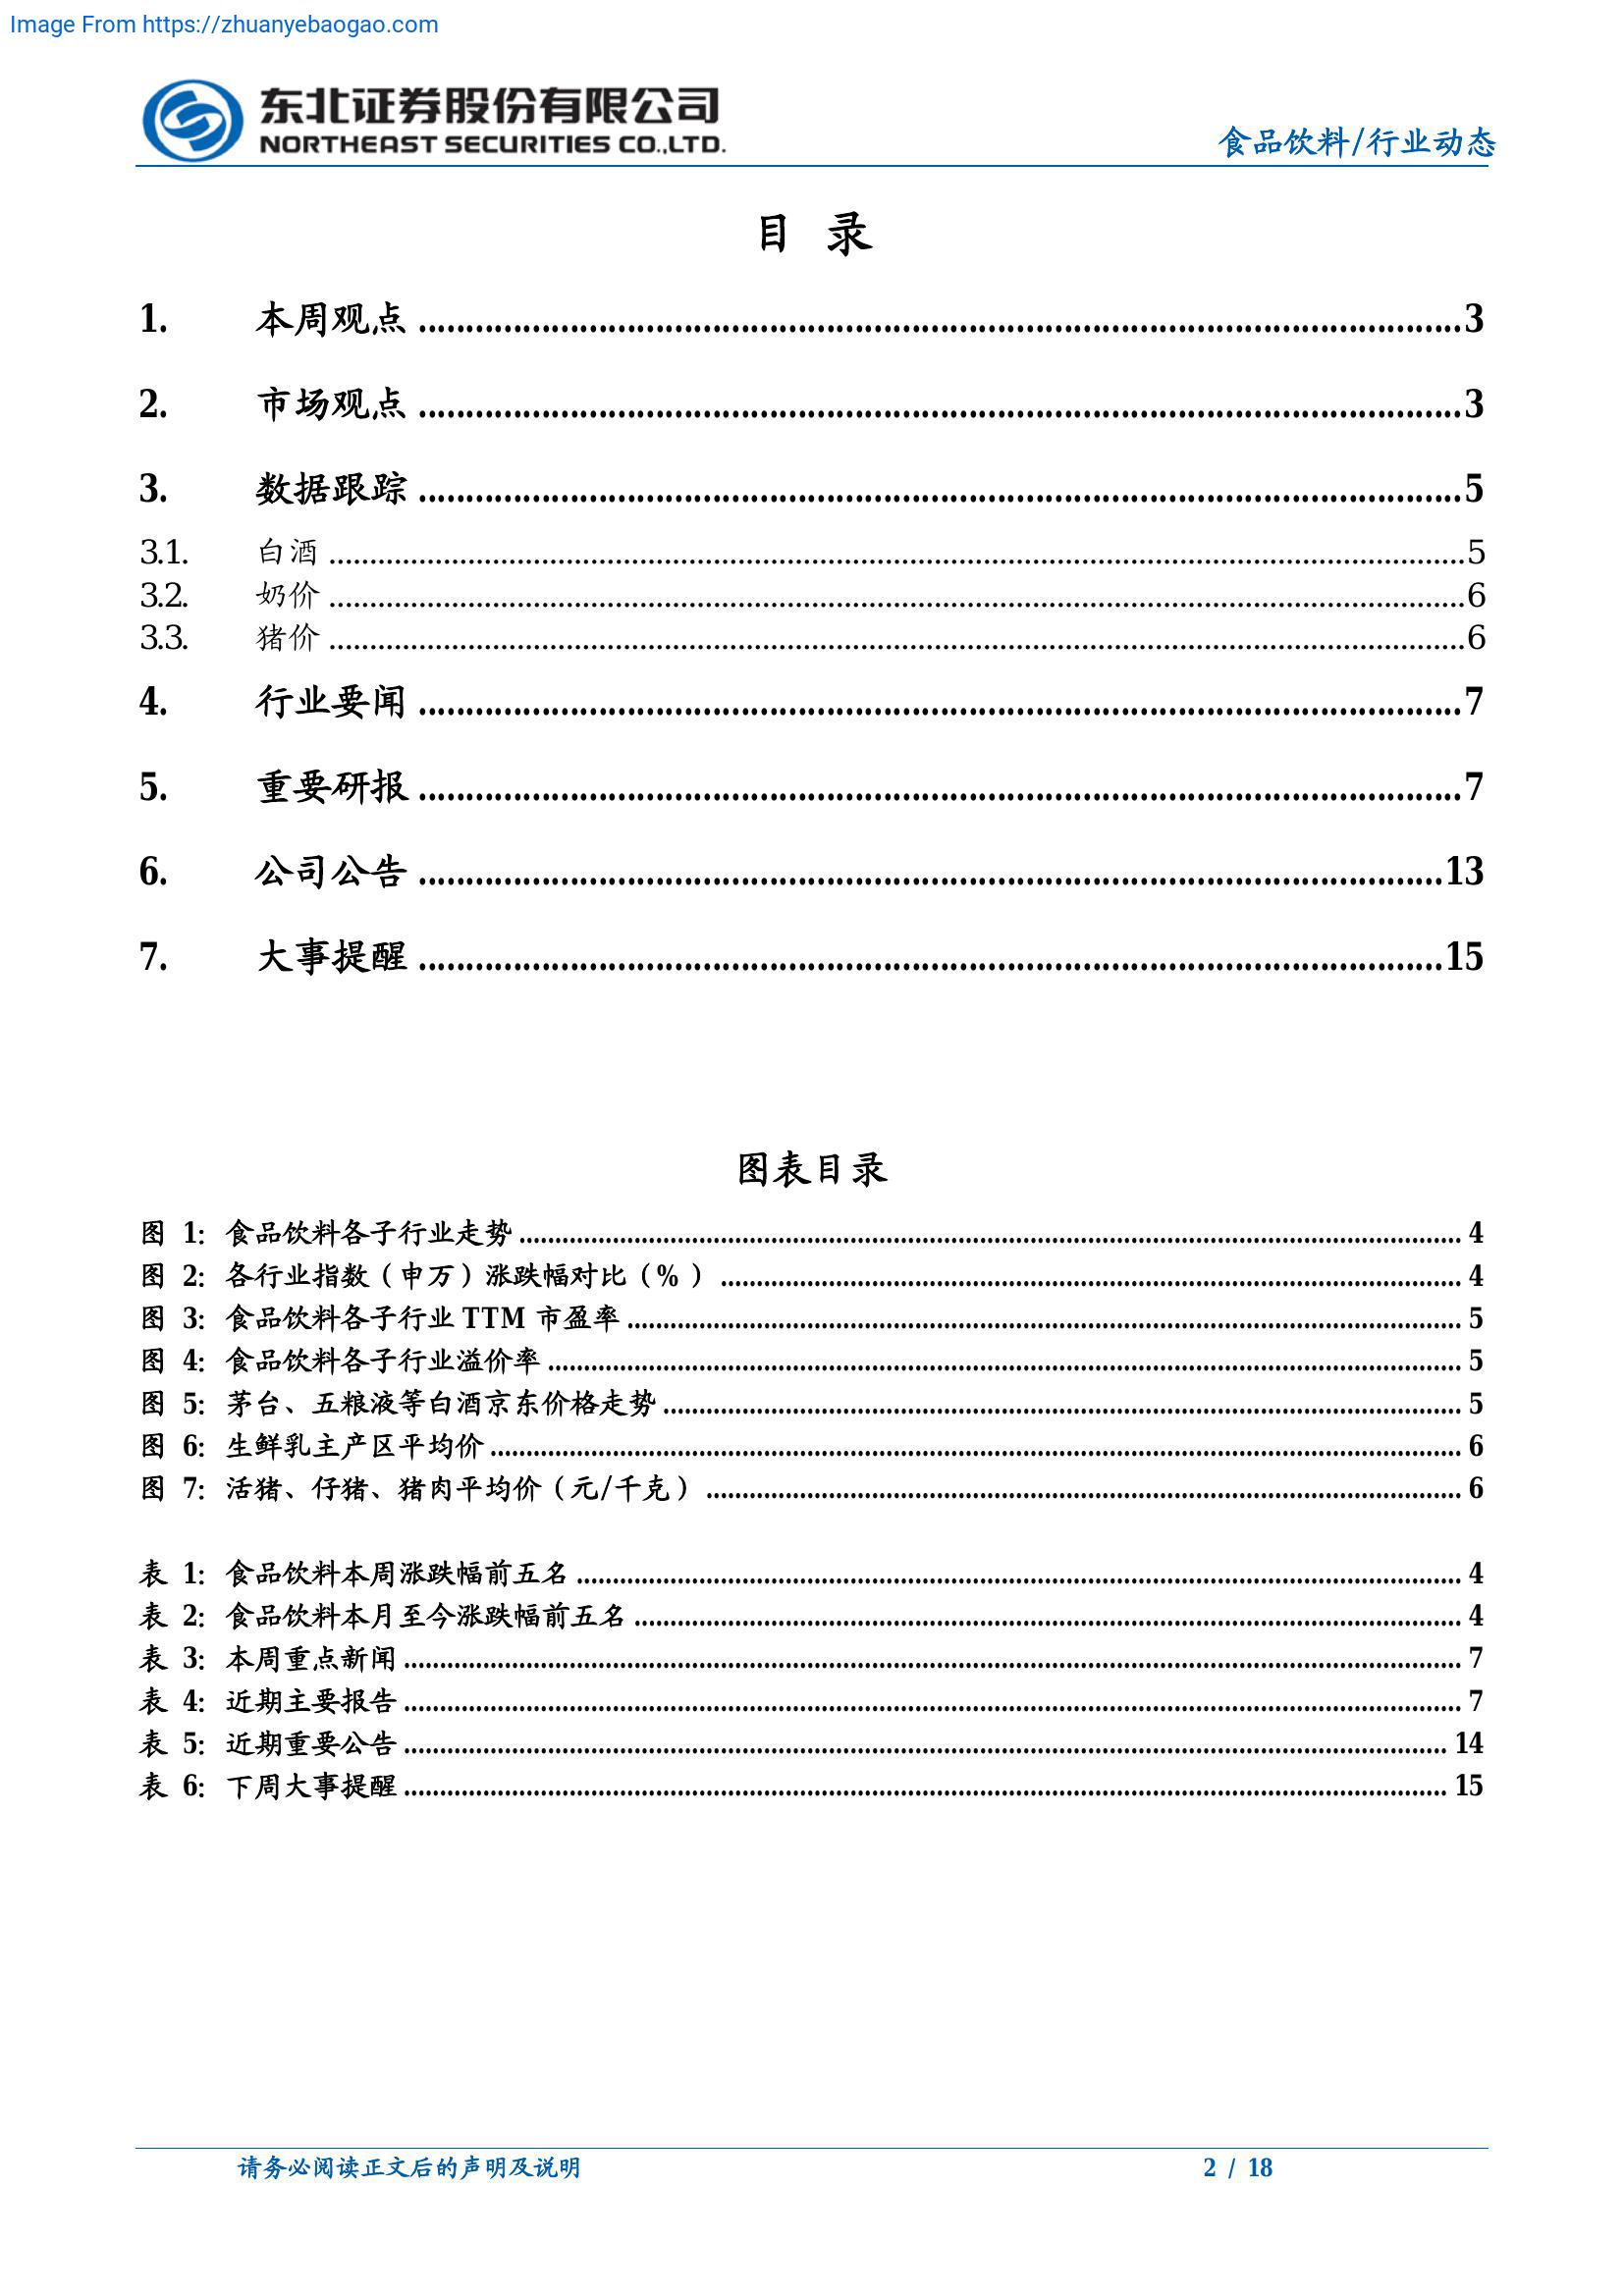 Image From https://zhuanyebaogao.com
东北证券股份有限公司
NORTHEAST SECURITIES CO.,LTD.
食品饮料/行业动态
目 录
1. 本周观点 ........ 3
2. 市场观点 ........ 3
3. 数据跟踪 ........ 5
3.1. 白酒 ........ 5
3.2. 奶价 ........ 6
3.3. 猪价 ........ 6
4. 行业要闻 ........ 7
5. 重要研报 ........ 7
6. 公司公告 ........ 13
7. 大事提醒 ........ 15
图表目录
图 1: 食品饮料各子行业走势 ........ 4
图 2: 各行业指数（申万）涨跌幅对比（% ） ........ 4
图 3: 食品饮料各子行业 TTM 市盈率 ........ 5
图 4: 食品饮料各子行业溢价率 ........ 5
图 5: 茅台、五粮液等白酒京东价格走势 ........ 5
图 6: 生鲜乳主产区平均价 ........ 6
图 7: 活猪、仔猪、猪肉平均价（元/千克） ........ 6
表 1: 食品饮料本周涨跌幅前五名 ........ 4
表 2: 食品饮料本月至今涨跌幅前五名 ........ 4
表 3: 本周重点新闻 ........ 7
表 4: 近期主要报告 ........ 7
表 5: 近期重要公告 ........ 14
表 6: 下周大事提醒 ........ 15
请务必阅读正文后的声明及说明 2 / 18